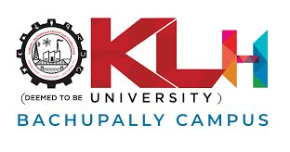 KLH
(DEEMED TO BE UNIVERSITY)
BACHUPALLY CAMPUS